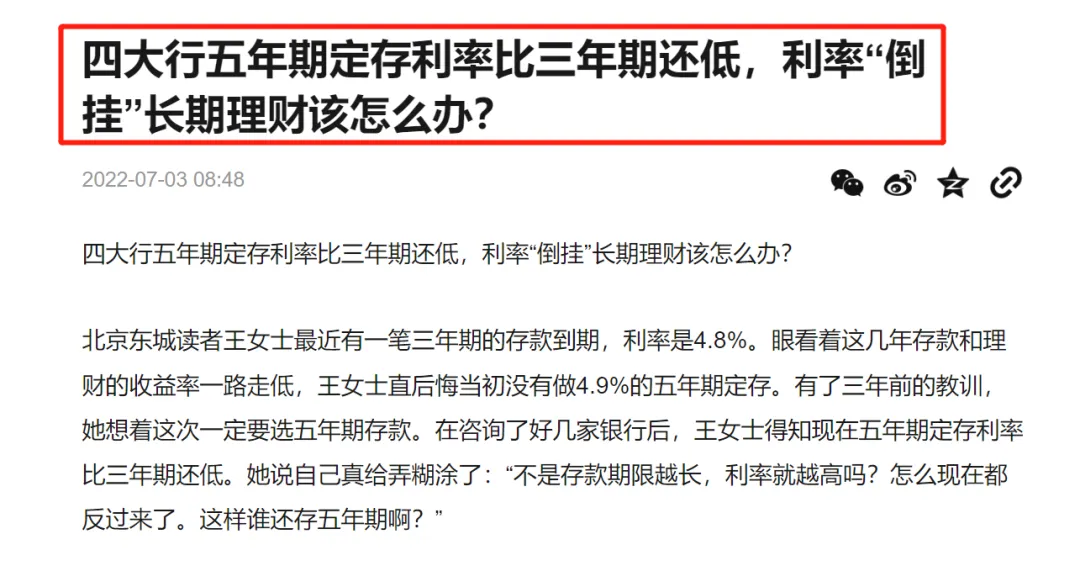 四大行五年期定存利率比三年期还低，利率“倒
挂”长期理财该怎么办？
2022-07-03 08:48
四大行五年期定存利率比三年期还低，利率“倒挂”长期理财该怎么办？
北京东城读者王女士最近有一笔三年期的存款到期，利率是4.8%。眼看着这几年存款和理
财的收益率一路走低，王女士直后悔当初没有做4.9%的五年期定存。有了三年前的教训，
她想着这次一定要选五年期存款。在咨询了好几家银行后，王女士得知现在五年期定存利率
比三年期还低。她说自己真给弄糊涂了：“不是存款期限越长，利率就越高吗？怎么现在都
反过来了。这样谁还存五年期啊？”